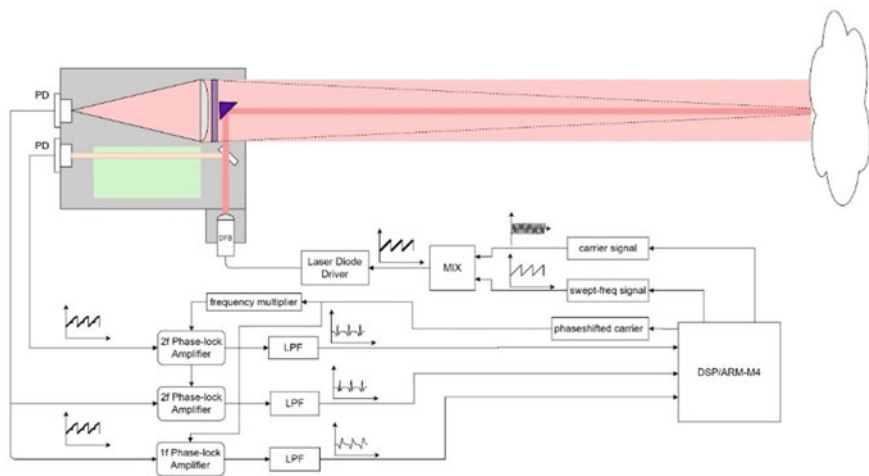 PD
PD
DFB
Laser Diode
Driver
MIX
carrier signal
swept-freq signal
frequency multiplier
phaseshifted carrier
2f Phase-lock
Amplifier
LPF
DSP/ARM-M4
2f Phase-lock
Amplifier
LPF
1f Phase-lock
Amplifier
LPF